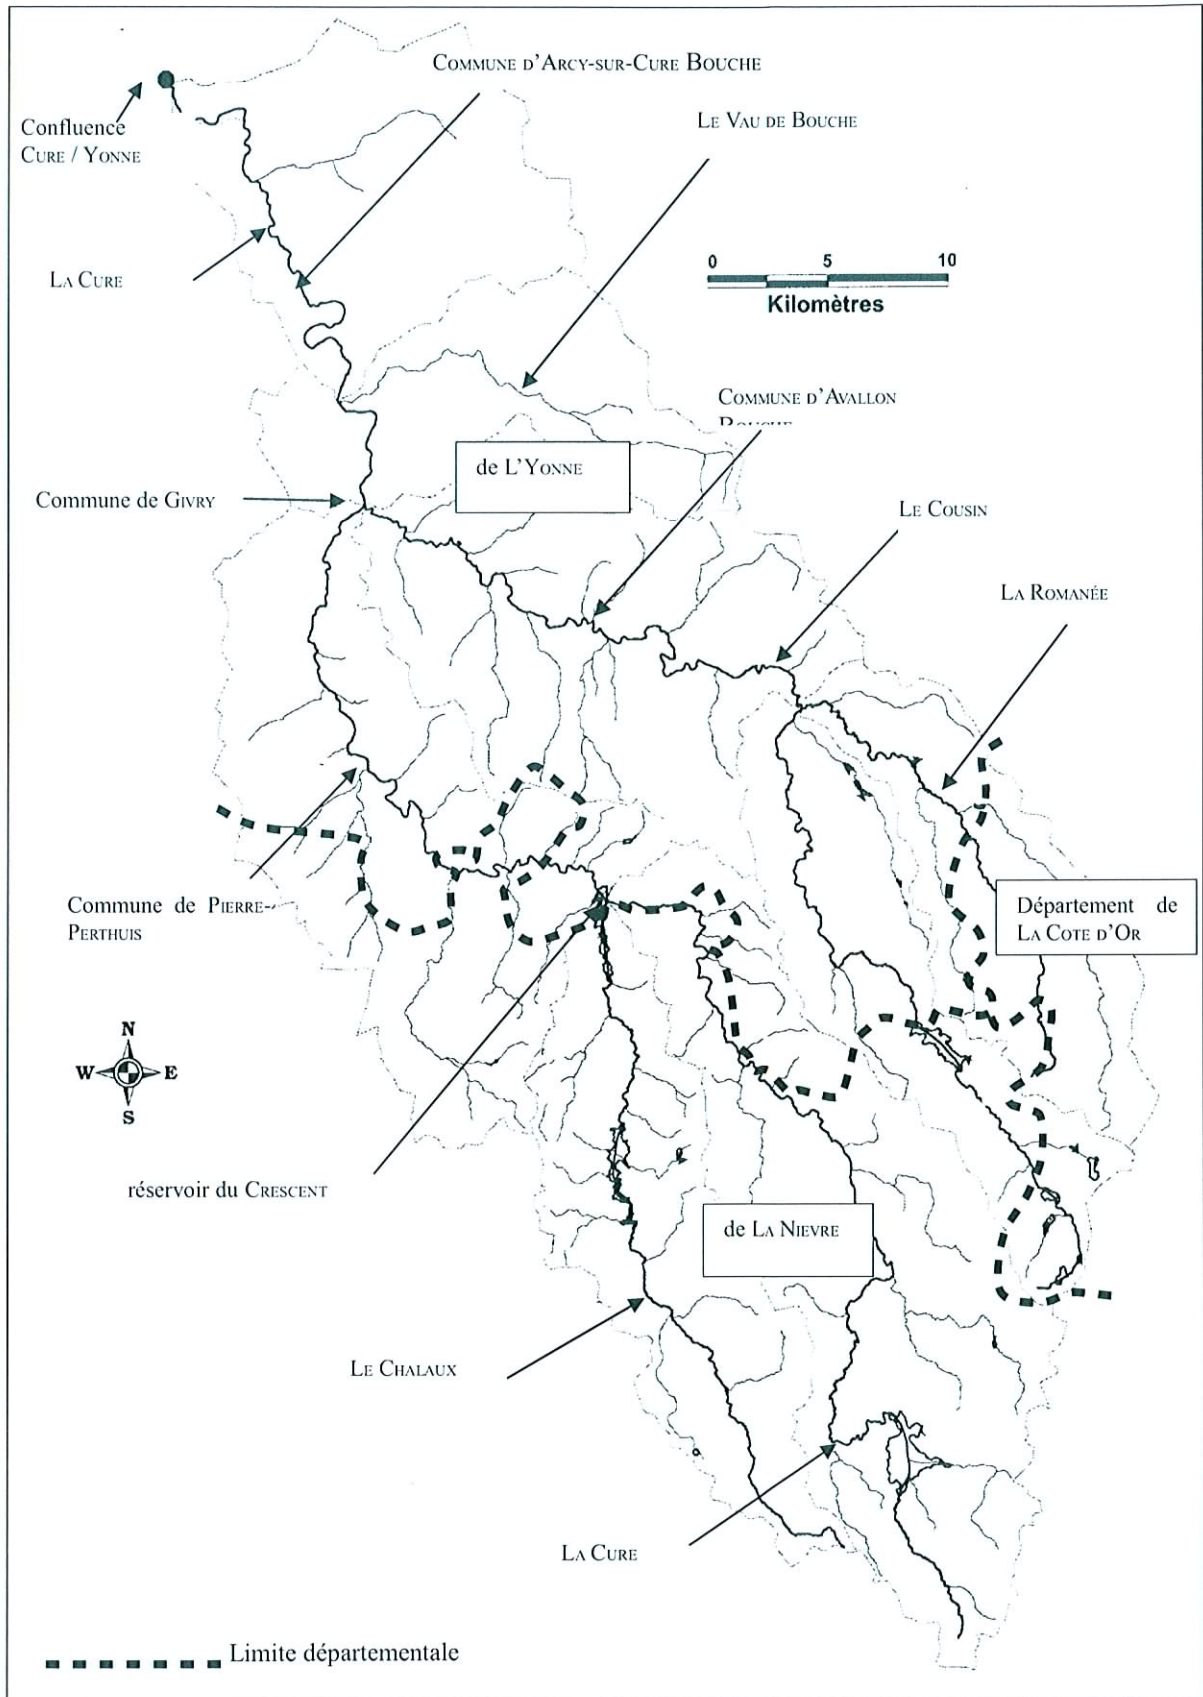 COMMUNE D'ARCY-SUR-CURE BOUCHE
LE VAU DE BOUCHE
Confluence
CURE / YONNE
LA CURE
0 5 10
Kilomètres
COMMUNE D'AVALLON
de L'YONNE
Commune de GIVRY
LE COUSIN
LA ROMANÉE
Commune de PIERRE-
PERTHUIS
Département de
LA COTE D'OR
N
W E
S
réservoir du CRESCENT
de LA NIEVRE
LE CHALAUX
LA CURE
Limite départementale